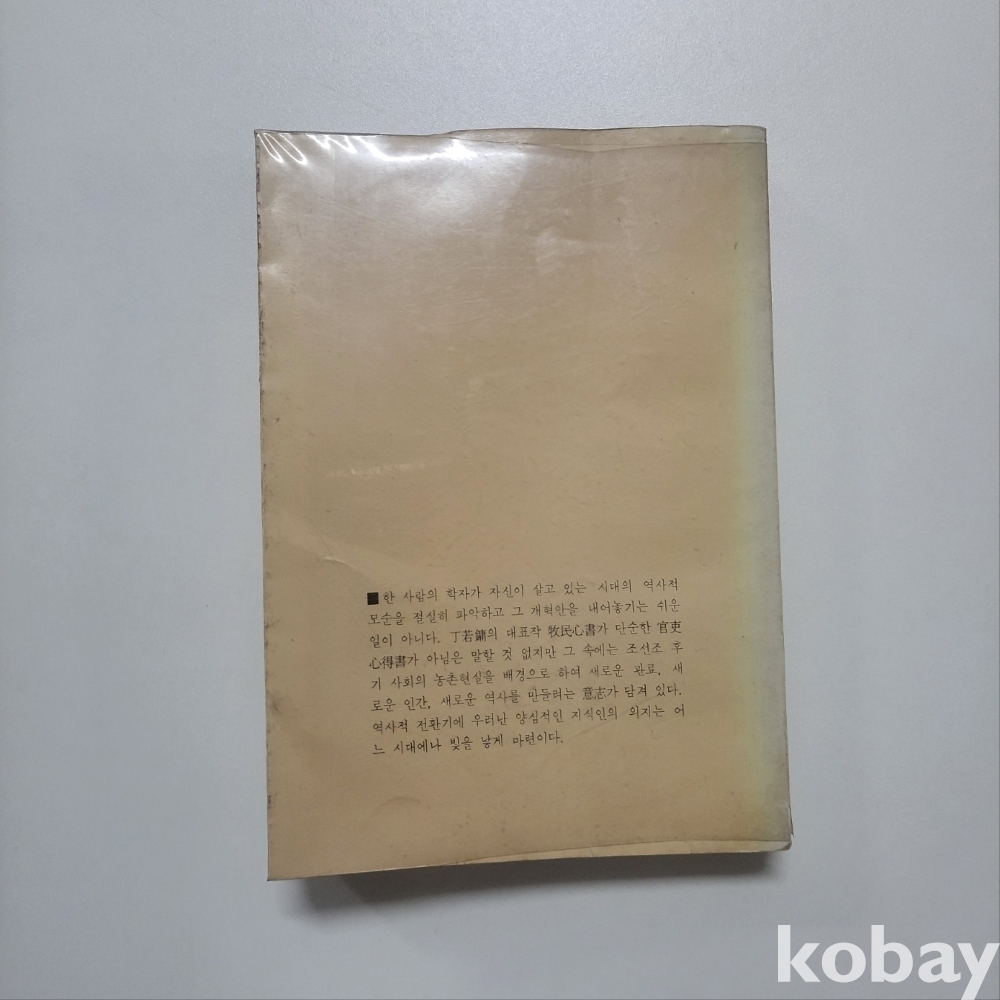 ■한 사람의 학자가 자신이 살고 있는 시대의 역사적
모순을 절실히 파악하고 그 개혁안을 내어놓기는 쉬운
일이 아니다. 丁若鏞의 대표작 牧民心書가 단순한 官吏
心得書가 아님은 말할 것 없지만 그 속에는 조선조 후
기 사회의 농촌현실을 배경으로 하여 새로운 관료, 새
로운 인간, 새로운 역사를 만들려는 意志가 담겨 있다.
역사적 전환기에 우러난 양심적인 지식인의 의지는 어
느 시대에나 빛을 낳게 마련이다.
kobay